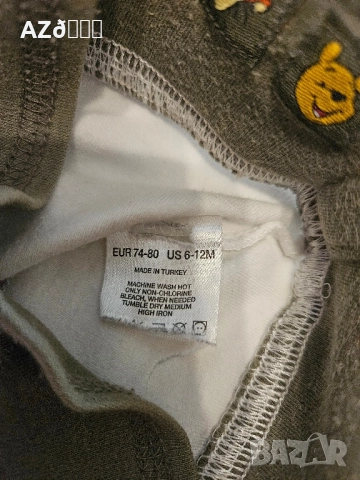 EUR 74-80 US 6-12M
MADE IN TURKEY
MACHINE WASH HOT
ONLY NON-CHLORINE
BLEACH, WHEN NEEDED
TUMBLE DRY MEDIUM
HIGH IRON
BAZAR